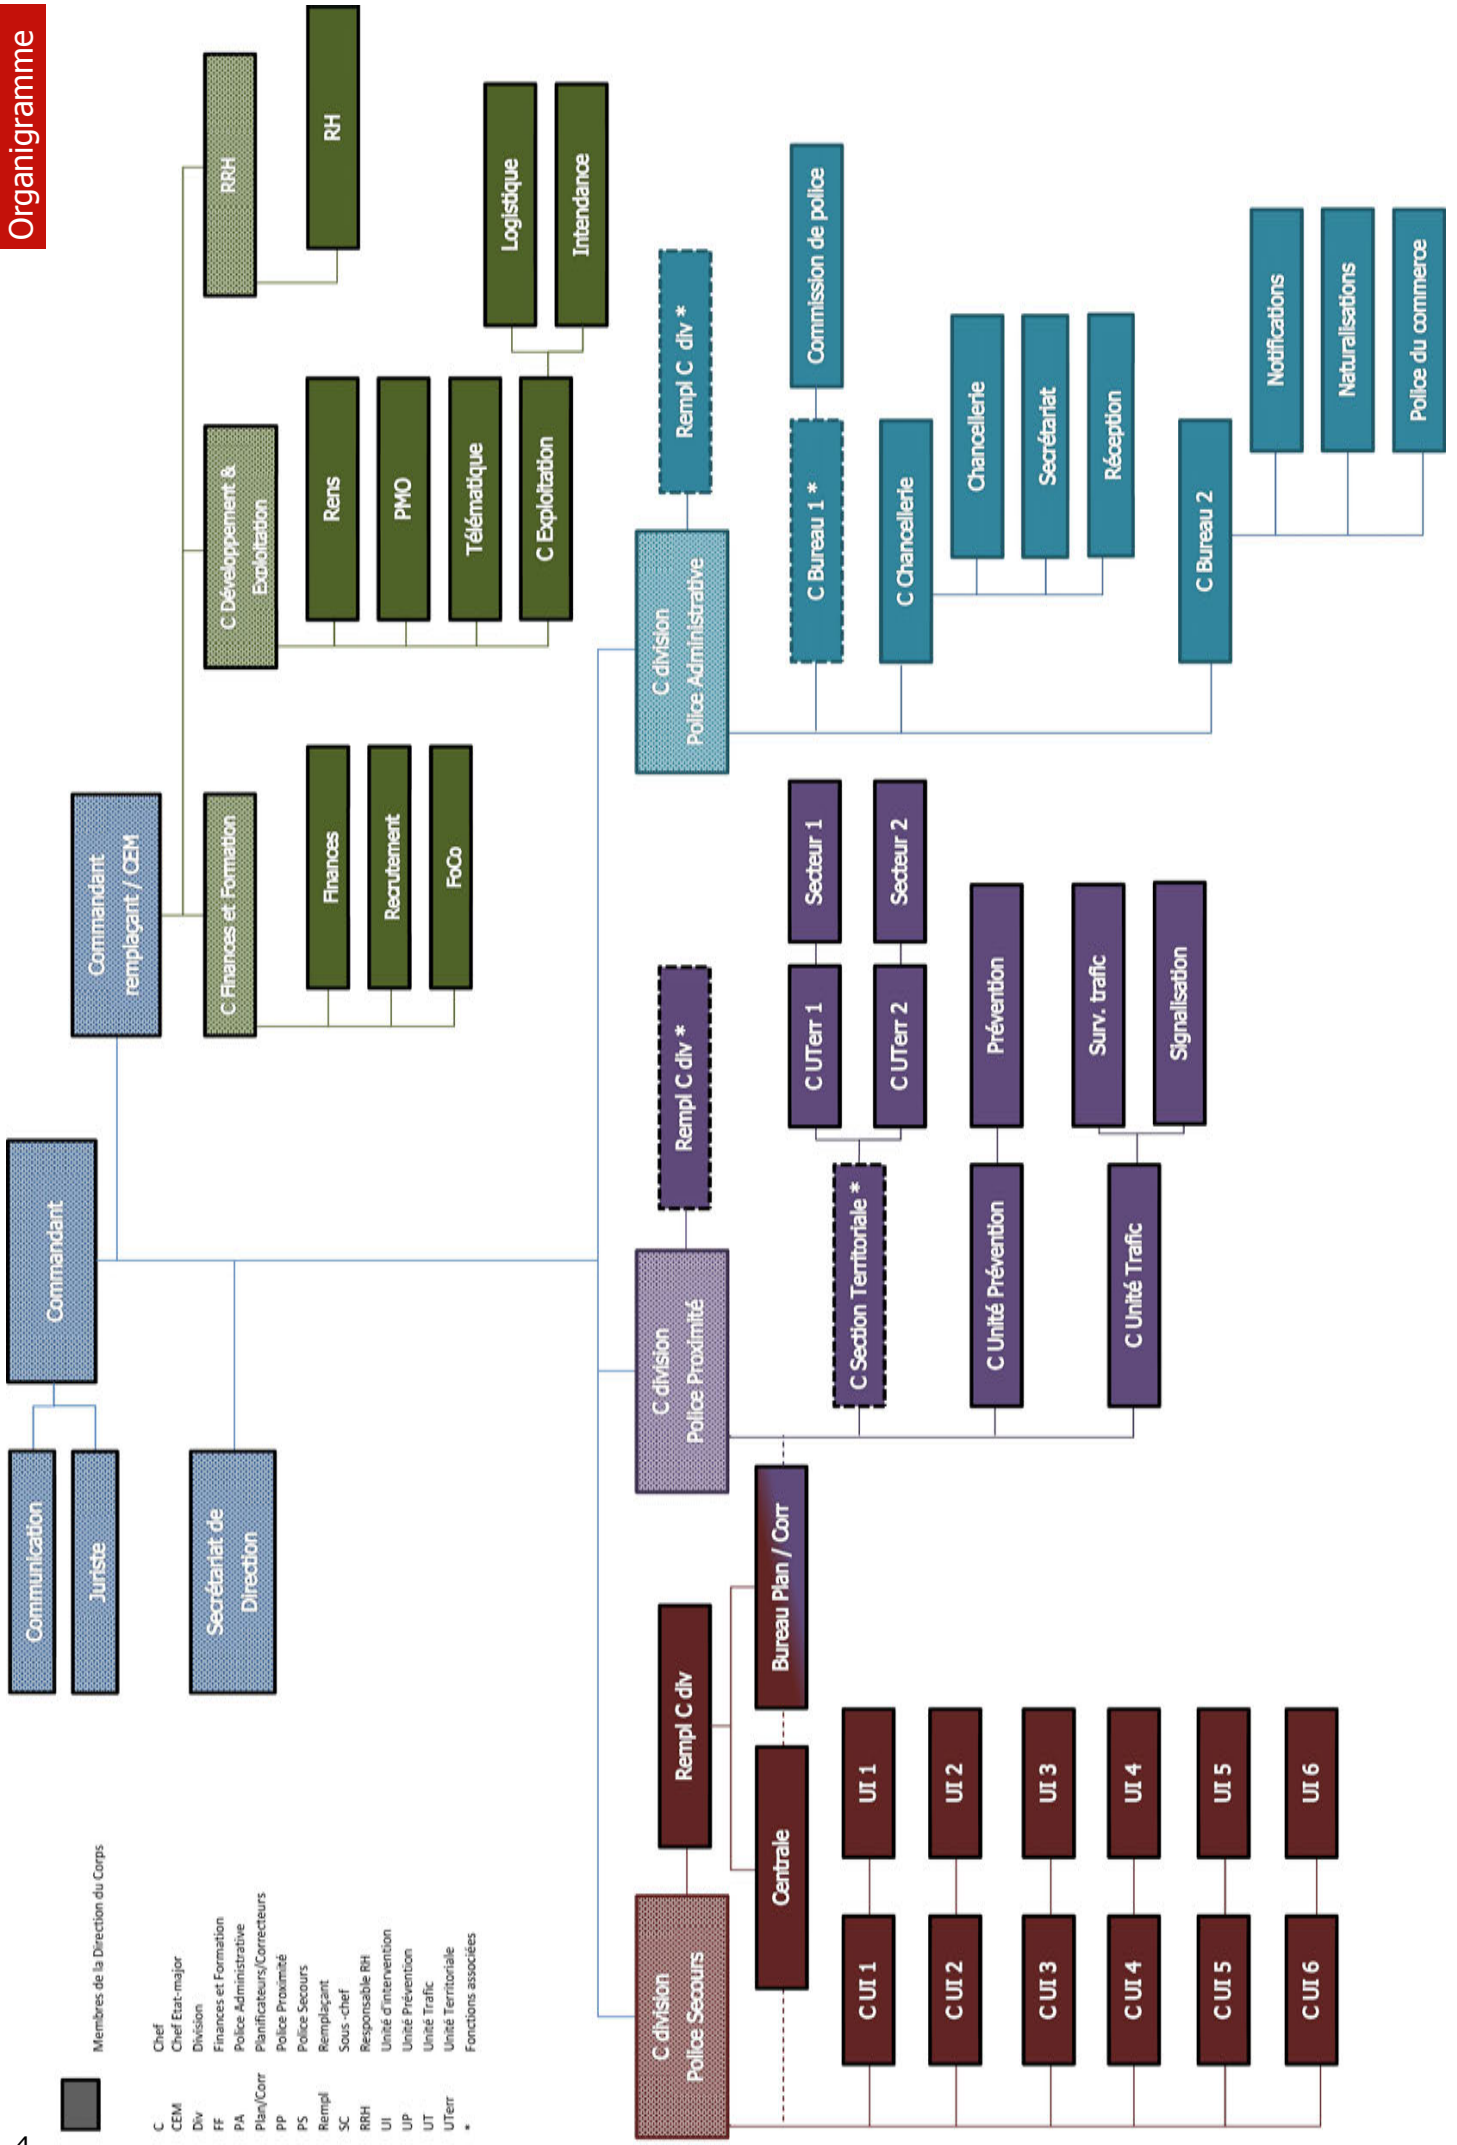 Organigramme
Communication
Juriste
Commandant
Secrétariat de
Direction
Commandant
remplaçant / CEM
C Finances et Formation
Finances
Recrutement
FoCo
C Développement &
Exploitation
Rens
PMO
Télématique
C Exploitation
Logistique
Intendance
RRH
RH
C division
Police Secours
Rempl C div
Centrale
Bureau Plan / Corr
C UI 1
UI 1
C UI 2
UI 2
C UI 3
UI 3
C UI 4
UI 4
C UI 5
UI 5
C UI 6
UI 6
C division
Police Proximité
Rempl C div *
C Section Territoriale *
C UTerr 1
Secteur 1
C UTerr 2
Secteur 2
C Unité Prévention
Prévention
C Unité Trafic
Surv. trafic
Signalisation
C division
Police Administrative
Rempl C div *
C Bureau 1 *
Commission de police
C Chancellerie
Chancellerie
Secrétariat
Réception
C Bureau 2
Notifications
Naturalisations
Police du commerce
Membres de la Direction du Corps
C Chef
CEM Chef Etat-major
Div Division
FF Finances et Formation
PA Police Administrative
Plan/Corr Planificateurs/Correcteurs
PP Police Proximité
PS Police Secours
Rempl Remplaçant
SC Sous -chef
RRH Responsable RH
UI Unité d'intervention
UP Unité Prévention
UT Unité Trafic
UTerr Unité Territoriale
* Fonctions associées